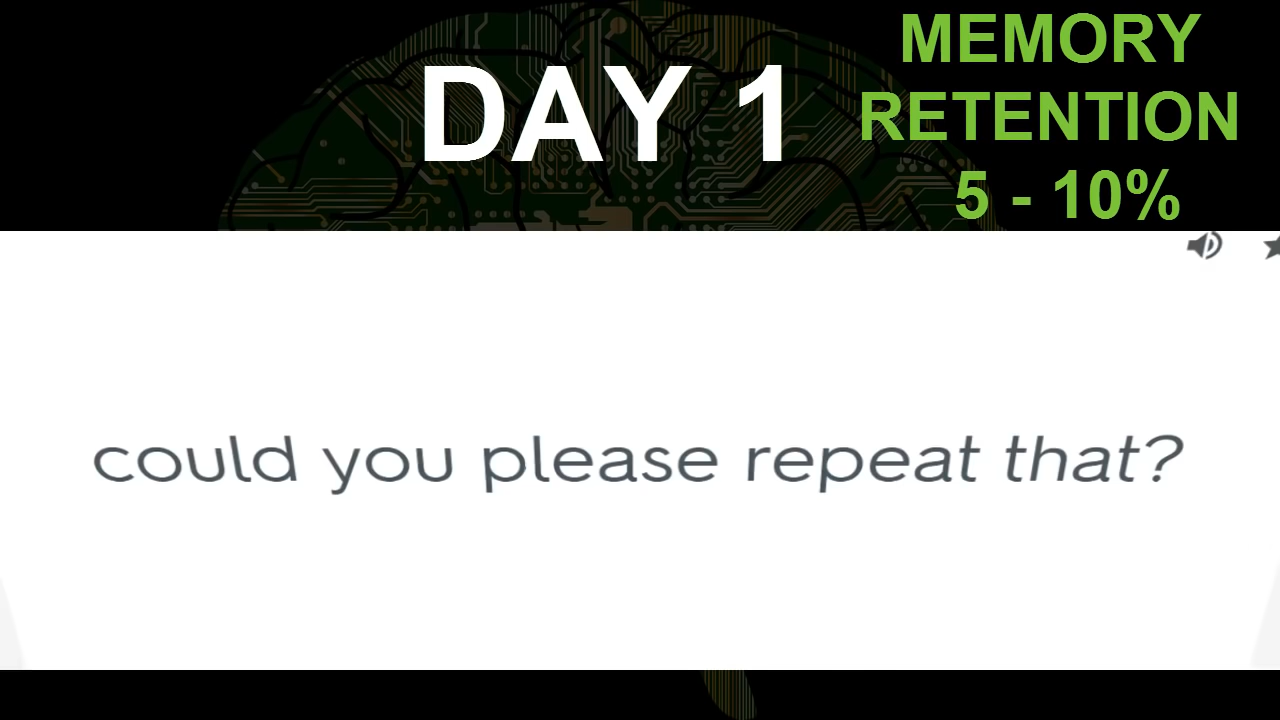 DAY 1
MEMORY
RETENTION
5 - 10%
could you please repeat that?